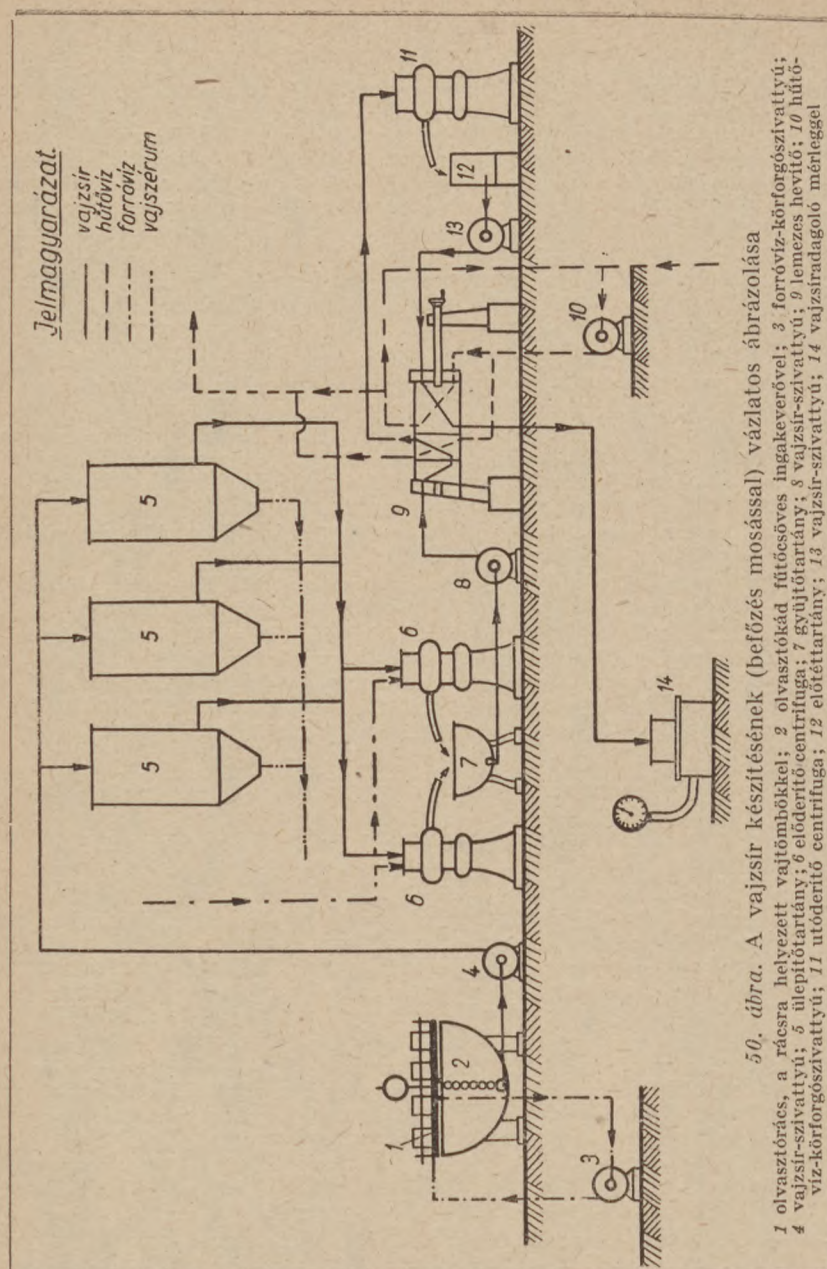 Jelmagyarázat
vajzsír
hűtővíz
forróvíz
vajszérum
1
2
3
4
5
5
5
6
6
7
8
9
10
11
12
13
14
50. ábra. A vajzsír készítésének (befőzés mosással) vázlatos ábrázolása
1 olvasztórács, a rácsra helyezett vajtömbökkel; 2 olvasztókád fűtőcsöves ingakeverővel; 3 forróvíz-körforgószivattyú;
4 vajzsír-szivattyú; 5 ülepítőtartány; 6 előderítő centrifuga; 7 gyüjtőtartány; 8 vajzsír-szivattyú; 9 lemezes hevítő; 10 hűtő-
víz-körforgószivattyú; 11 utóderítő centrifuga; 12 előtéttartány; 13 vajzsír-szivattyú; 14 vajzsíradagoló mérleggel